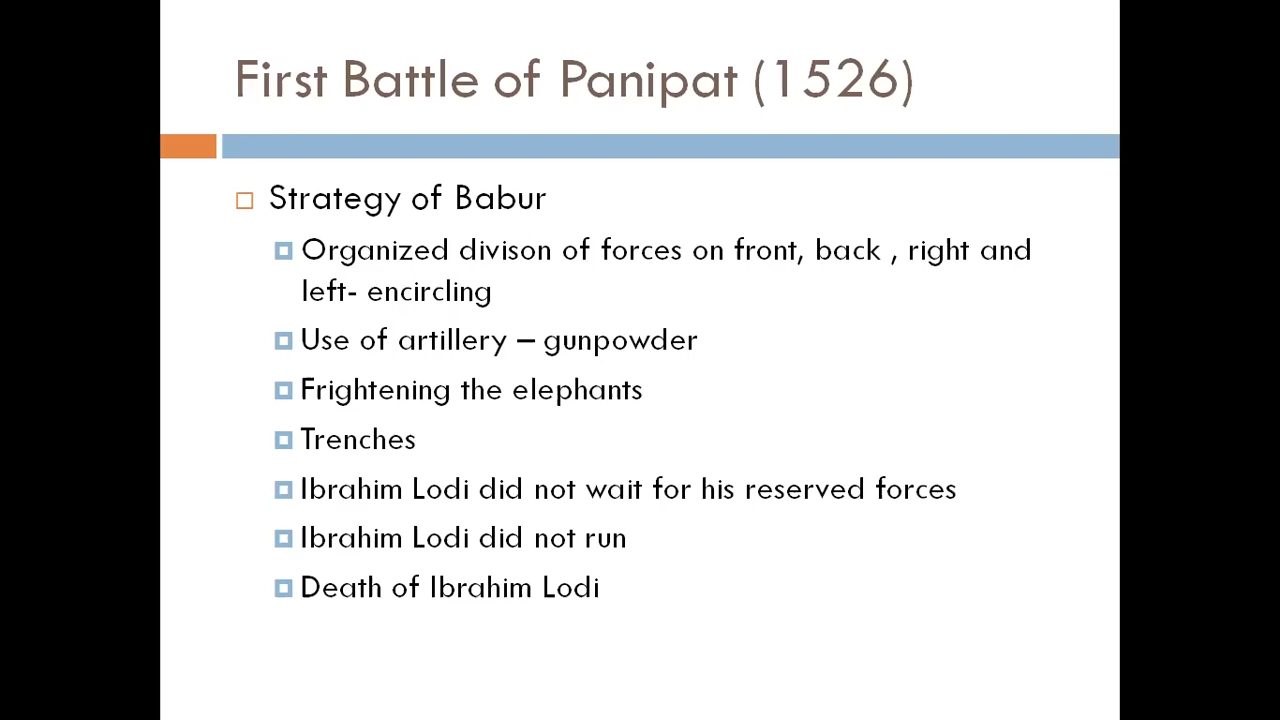 First Battle of Panipat (1526)
Strategy of Babur
Organized divison of forces on front, back , right and
left- encircling
Use of artillery – gunpowder
Frightening the elephants
Trenches
Ibrahim Lodi did not wait for his reserved forces
Ibrahim Lodi did not run
Death of Ibrahim Lodi